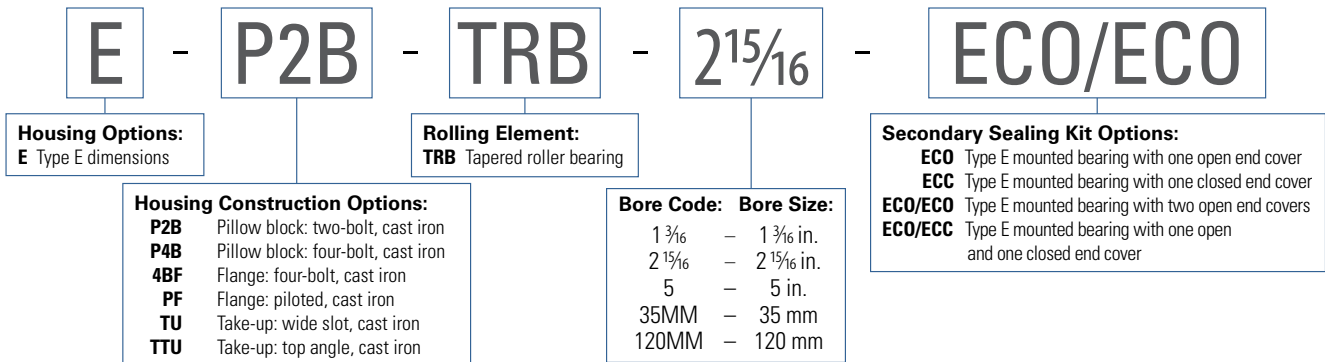 E - P2B - TRB - 2 15/16 - ECO/ECO
Housing Options:
E Type E dimensions
Housing Construction Options:
P2B Pillow block: two-bolt, cast iron
P4B Pillow block: four-bolt, cast iron
4BF Flange: four-bolt, cast iron
PF Flange: piloted, cast iron
TU Take-up: wide slot, cast iron
TTU Take-up: top angle, cast iron
Rolling Element:
TRB Tapered roller bearing
Bore Code: Bore Size:
1 3/16 – 1 3/16 in.
2 15/16 – 2 15/16 in.
5 – 5 in.
35MM – 35 mm
120MM – 120 mm
Secondary Sealing Kit Options:
ECO Type E mounted bearing with one open end cover
ECC Type E mounted bearing with one closed end cover
ECO/ECO Type E mounted bearing with two open end covers
ECO/ECC Type E mounted bearing with one open
and one closed end cover